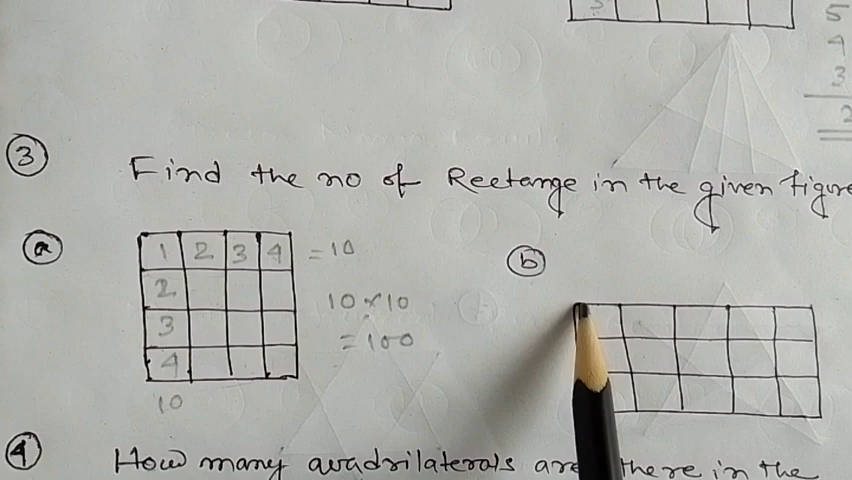 5
4
3
2
3 Find the no of Rectange in the given figure
a
1 2 3 4 = 10
2
3
4
10
10 × 10
= 100
b
4 How many quadrilaterals are there in the